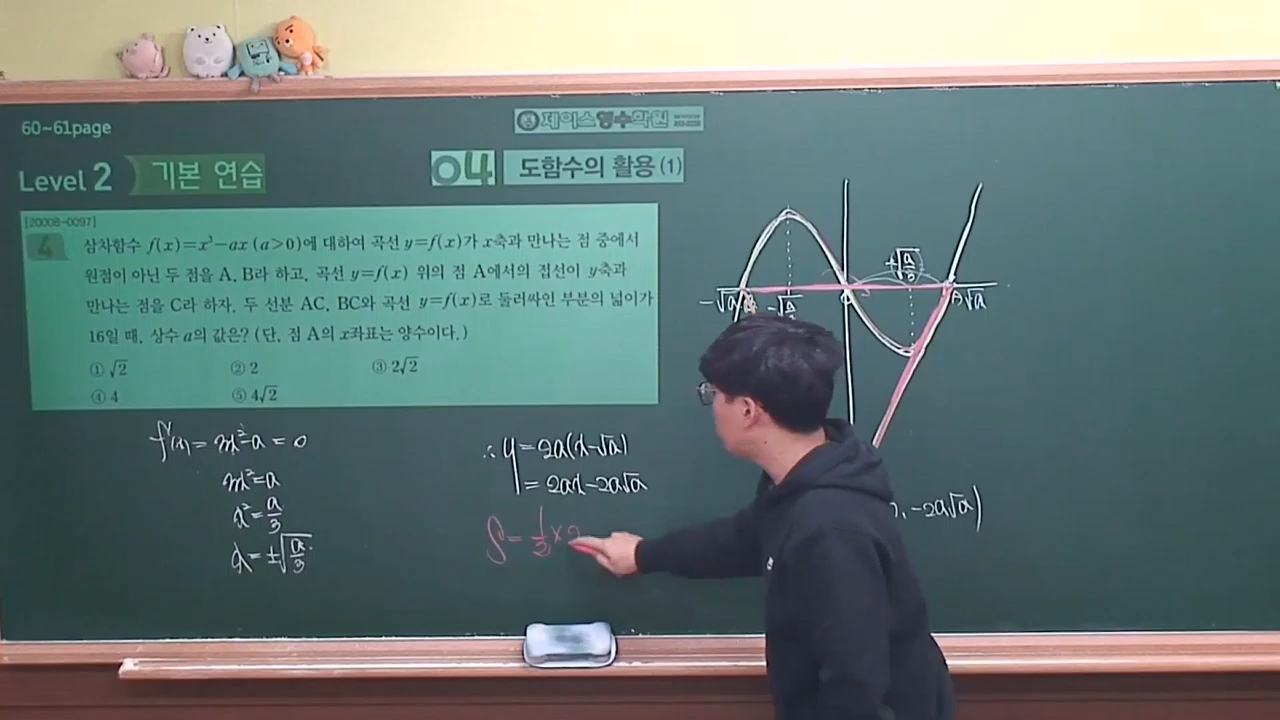 60~61page
제이스영수학원
Level 2 기본 연습
04 도함수의 활용(1)
[20008-0097]
4 삼차함수 f(x)=x³-ax (a>0)에 대하여 곡선 y=f(x)가 x축과 만나는 점 중에서
원점이 아닌 두 점을 A, B라 하고, 곡선 y=f(x) 위의 점 A에서의 접선이 y축과
만나는 점을 C라 하자. 두 선분 AC, BC와 곡선 y=f(x)로 둘러싸인 부분의 넓이가
16일 때, 상수 a의 값은? (단, 점 A의 x좌표는 양수이다.)
① √2 ② 2 ③ 2√2
④ 4 ⑤ 4√2
f'(x)=3x²-a=0
3x²=a
x²=a/3
x=±√(a/3)
∴ y=2a(x-√a)
=2ax-2a√a
S=1/2×2
±√(a/3)
-√a
-√(a/3)
A √a
, -2a√a)